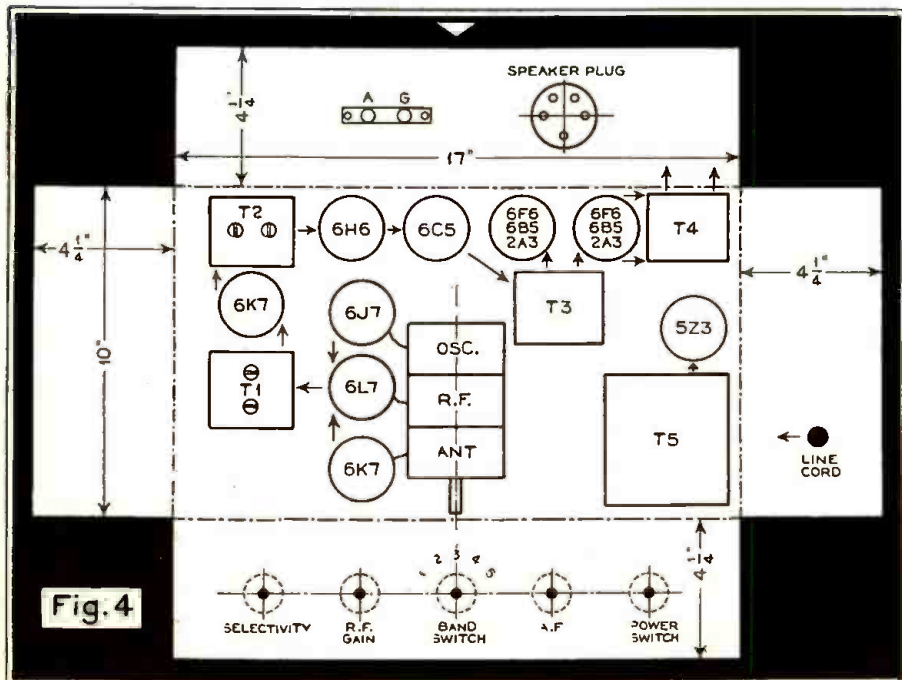 SPEAKER PLUG
A G
4 1/4
17"
T2
6H6
6C5
6F6
6B5
2A3
6F6
6B5
2A3
T4
4 1/4"
4 1/4"
6K7
6J7
T3
5Z3
10"
OSC.
T1
6L7
R.F.
T5
6K7
ANT
LINE
CORD
4 1/4"
1 2 3 4 5
Fig. 4
SELECTIVITY
R.F.
GAIN
BAND
SWITCH
A.F
POWER
SWITCH